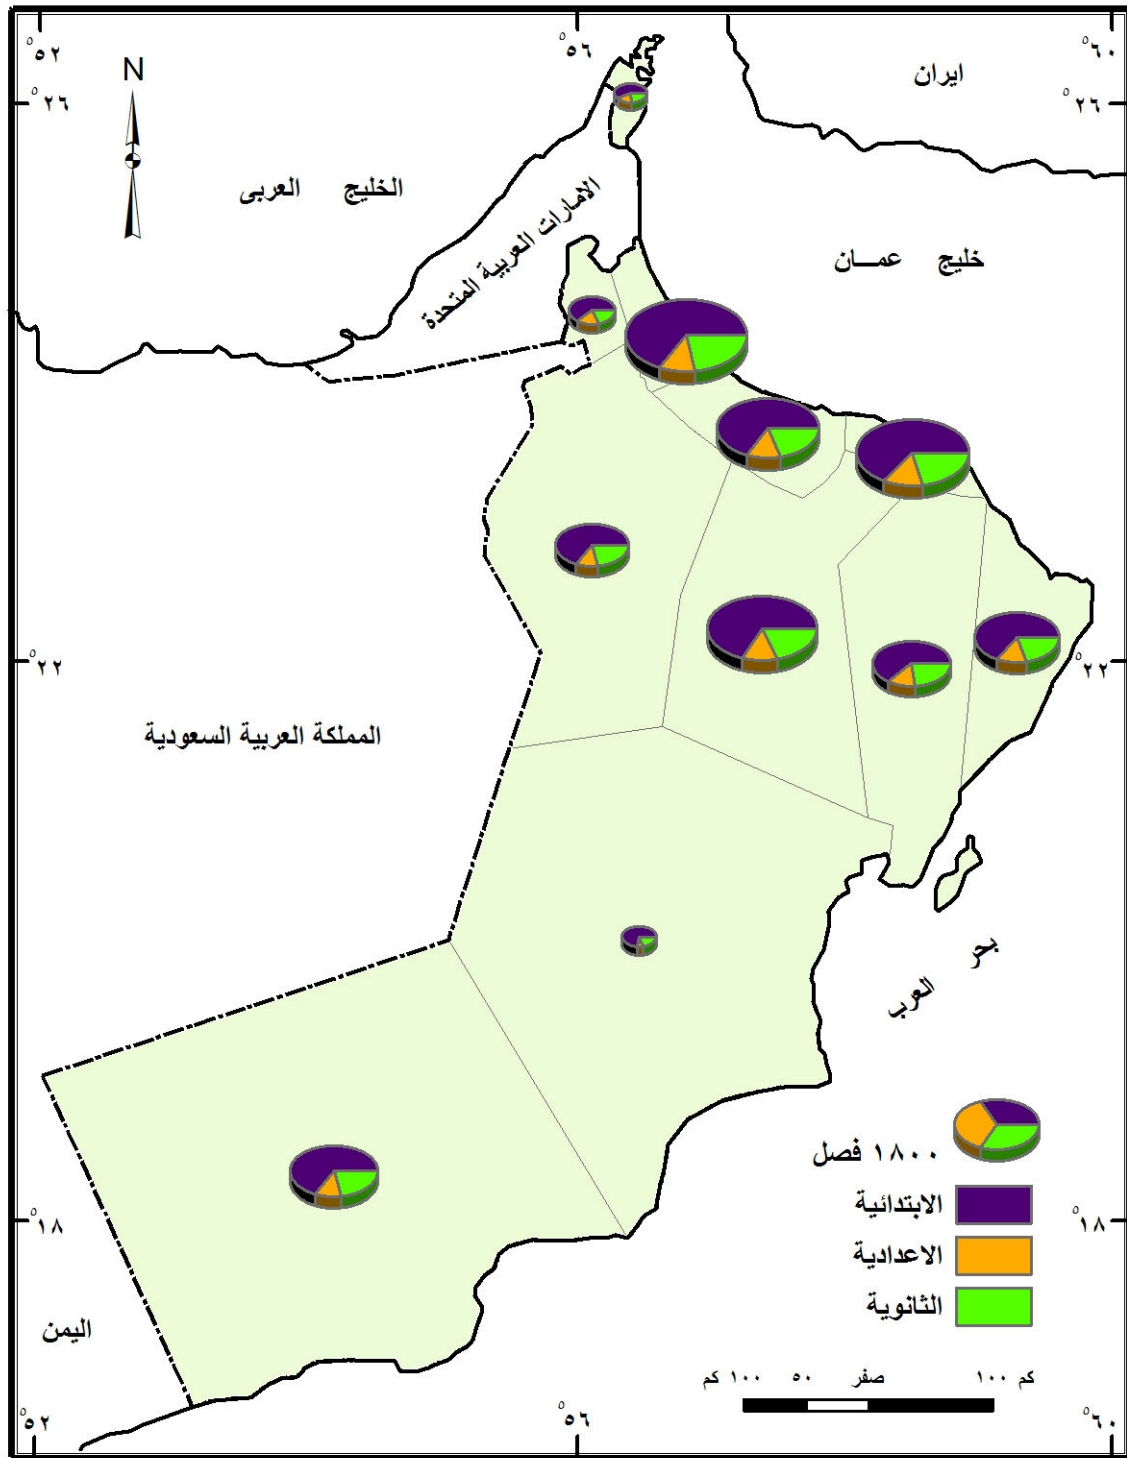 °٥٢
°٥٦
°٦٠
N
ايران
°٢٦
°٢٦
الخليج العربى
الامارات العربية المتحدة
خليج عمـــان
°٢٢
°٢٢
المملكة العربية السعودية
بحر العرب
١٨٠٠ فصل
الابتدائية
°١٨
°١٨
الاعدادية
الثانوية
اليمن
كم ١٠٠ صفر ٥٠ ١٠٠ كم
°٥٢
°٥٦
°٦٠